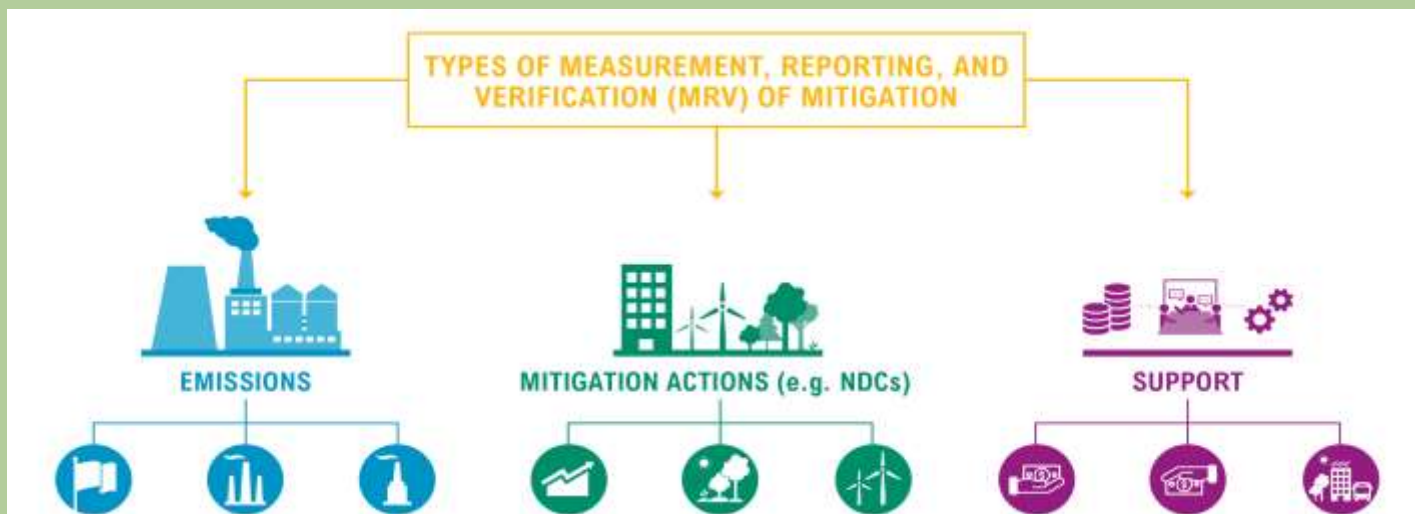 TYPES OF MEASUREMENT, REPORTING, AND
VERIFICATION (MRV) OF MITIGATION
EMISSIONS
MITIGATION ACTIONS (e.g. NDCs)
SUPPORT